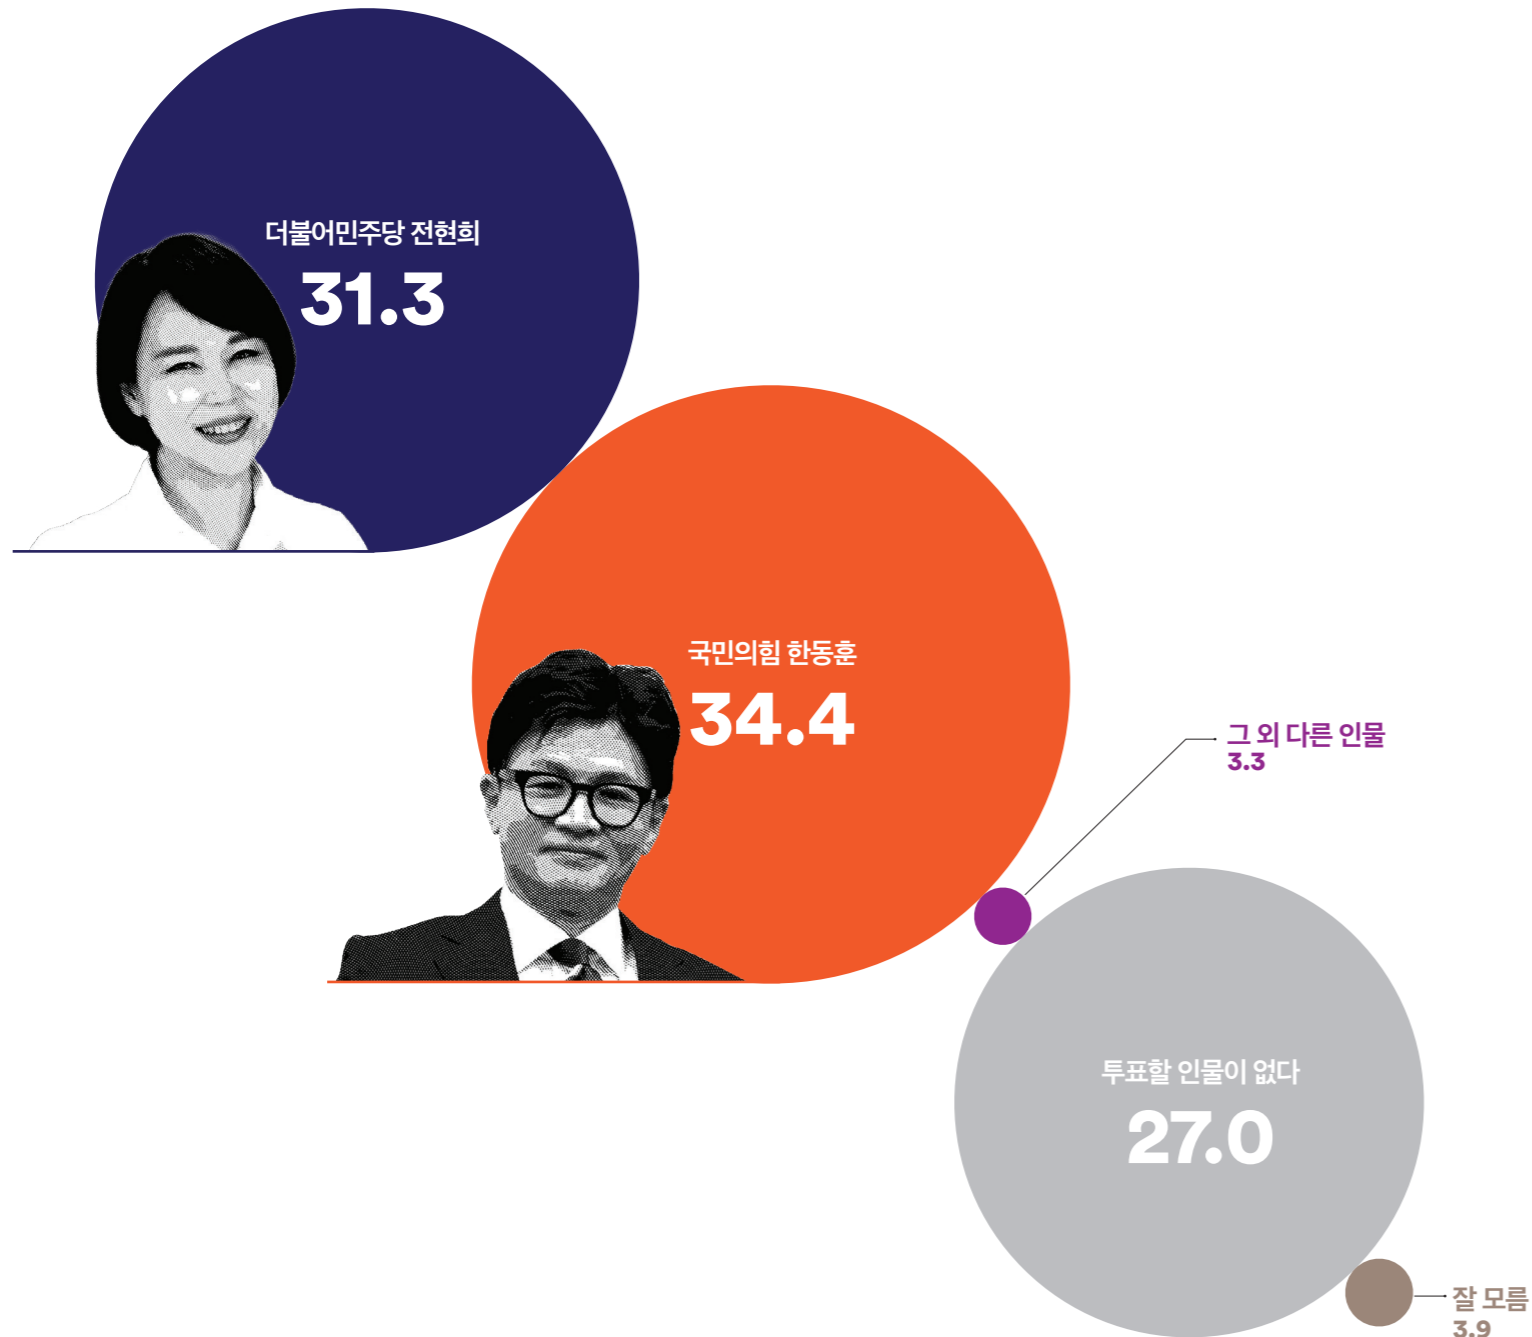 더불어민주당 전현희
31.3
국민의힘 한동훈
34.4
그 외 다른 인물
3.3
투표할 인물이 없다
27.0
잘 모름
3.9